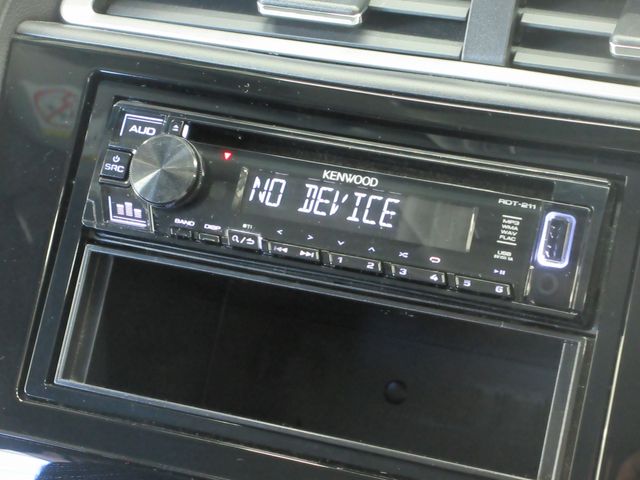 AUD
SRC
KENWOOD
RDT-211
NO DEVICE
MP3
WMA
WAV
FLAC
USB
BAND
DISP
1 2
3 4
5 6